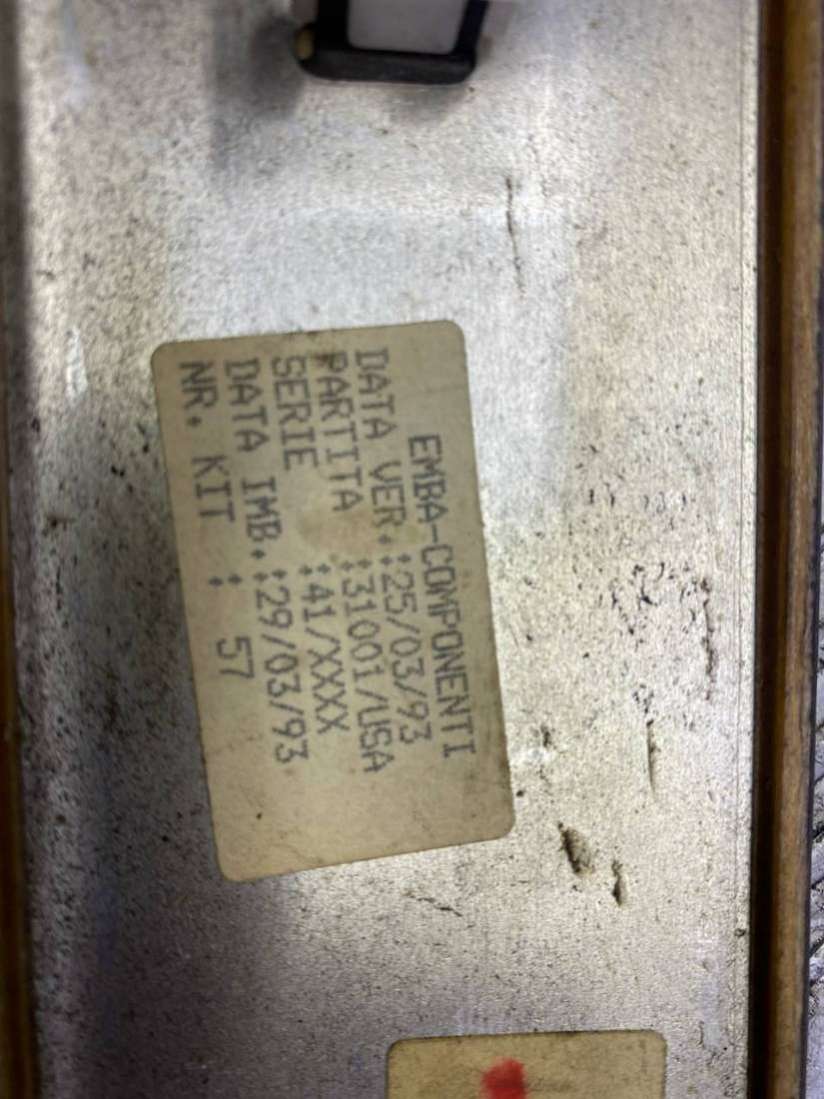 EMBA-COMPONENTI
DATA VER.:25/03/93
PARTITA :31001/USA
SERIE :41/XXXX
DATA IMB.:29/03/93
NR. KIT : 57